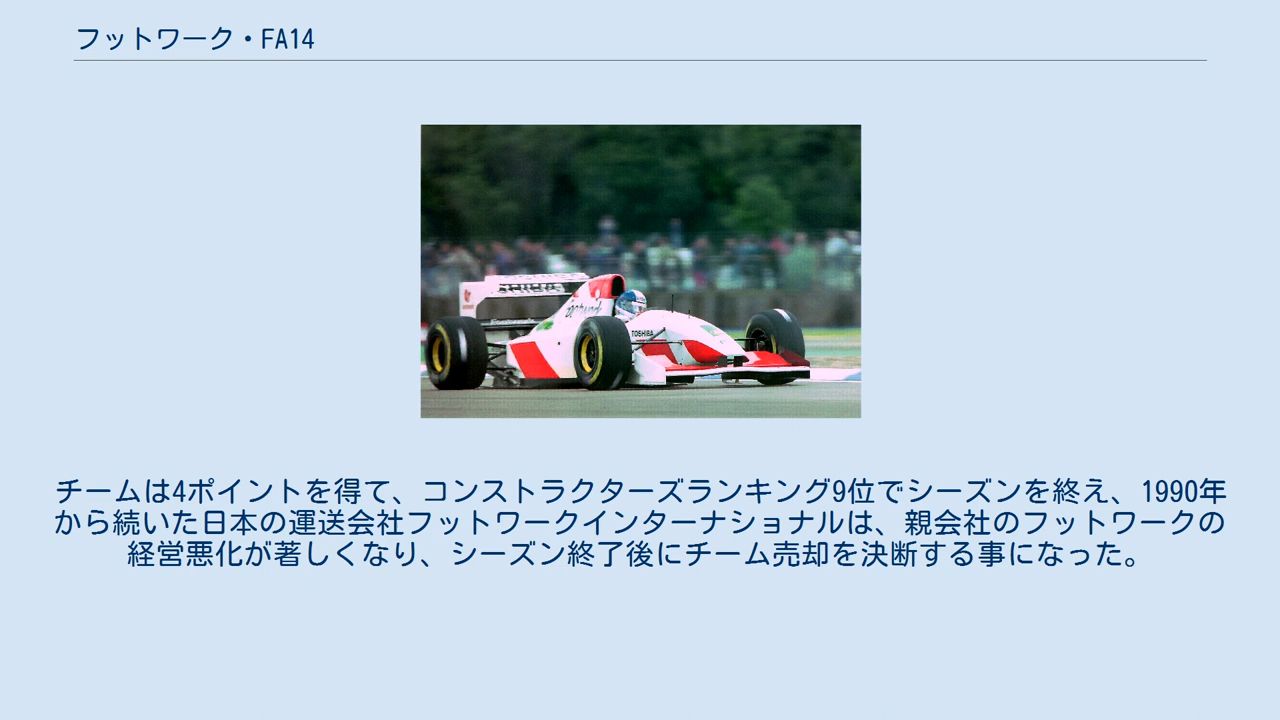 フットワーク・FA14
TOSHIBA
チームは4ポイントを得て、コンストラクターズランキング9位でシーズンを終え、1990年
から続いた日本の運送会社フットワークインターナショナルは、親会社のフットワークの
経営悪化が著しくなり、シーズン終了後にチーム売却を決断する事になった。